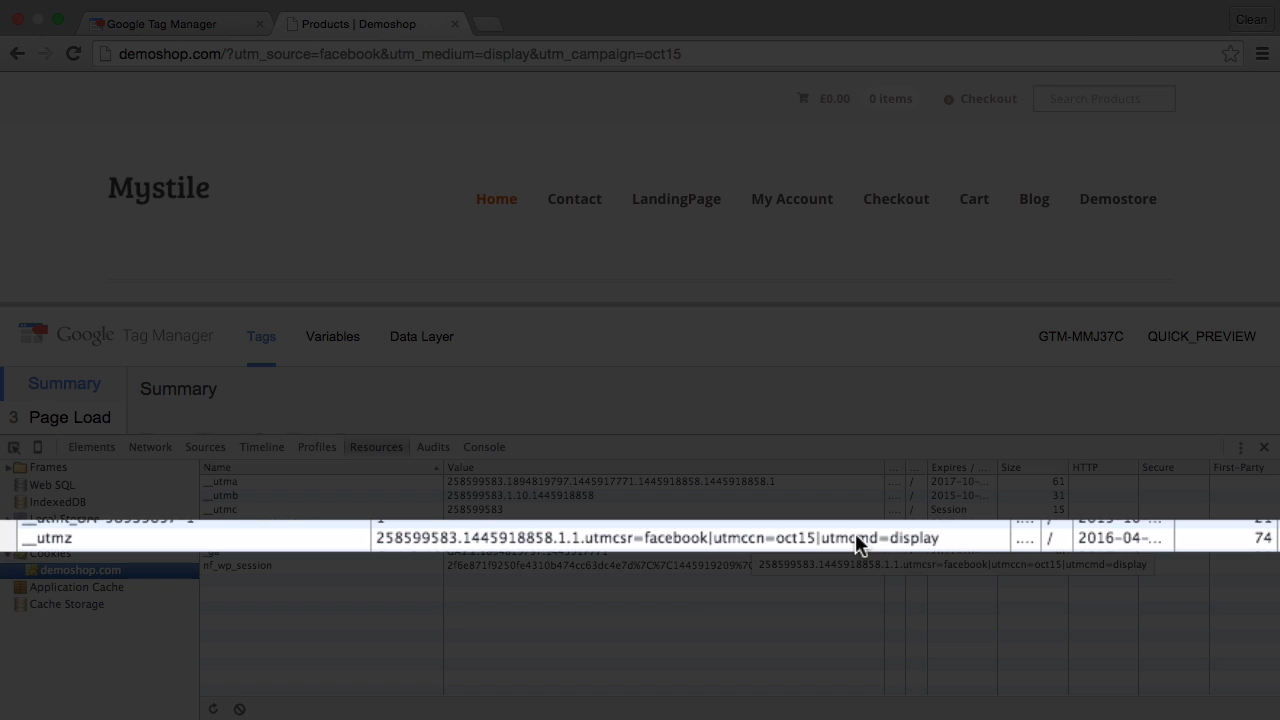 Google Tag Manager
Products | Demoshop
Clean
demoshop.com/?utm_source=facebook&utm_medium=display&utm_campaign=oct15
£0.00 0 items Checkout Search Products
Mystile
Home Contact LandingPage My Account Checkout Cart Blog Demostore
Google Tag Manager Tags Variables Data Layer GTM-MMJ37C QUICK_PREVIEW
Summary Summary
3 Page Load
Elements Network Sources Timeline Profiles Resources Audits Console
Frames Name Value ... ... Expires / ... Size HTTP Secure First-Party
__utma 258599583.1894819797.1445917771.1445918858.1445918858.1 .... / 2017-10-... 61
Web SQL
__utmb 258599583.1.10.1445918858 .... / 2015-10-... 31
IndexedDB
__utmc 258599583 .... / Session 15
__utmz 258599583.1445918858.1.1.utmcsr=facebook|utmccn=oct15|utmcmd=display .... / 2016-04-... 74
Cookies
demoshop.com
nf_wp_session 258599583.1445918858.1.1.utmcsr=facebook|utmccn=oct15|utmcmd=display
Application Cache
Cache Storage